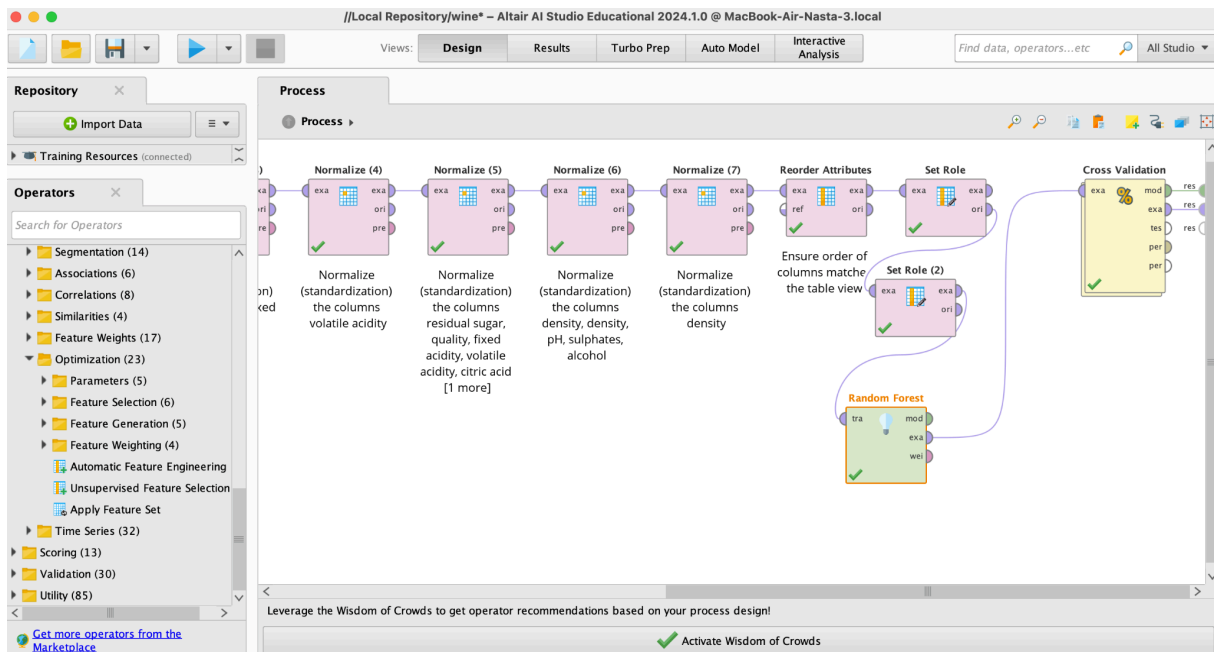 //Local Repository/wine* – Altair AI Studio Educational 2024.1.0 @ MacBook-Air-Nasta-3.local
Views:
Design
Results
Turbo Prep
Auto Model
Interactive
Analysis
Find data, operators...etc
All Studio
Repository
Import Data
Training Resources (connected)
Operators
Search for Operators
Segmentation (14)
Associations (6)
Correlations (8)
Similarities (4)
Feature Weights (17)
Optimization (23)
Parameters (5)
Feature Selection (6)
Feature Generation (5)
Feature Weighting (4)
Automatic Feature Engineering
Unsupervised Feature Selection
Apply Feature Set
Time Series (32)
Scoring (13)
Validation (30)
Utility (85)
Get more operators from the
Marketplace
Process
Process
)
xa
ori
re
on)
xed
Normalize (4)
exa exa
ori
pre
Normalize
(standardization)
the columns
volatile acidity
Normalize (5)
exa exa
ori
pre
Normalize
(standardization)
the columns
residual sugar,
quality, fixed
acidity, volatile
acidity, citric acid
[1 more]
Normalize (6)
exa exa
ori
pre
Normalize
(standardization)
the columns
density, density,
pH, sulphates,
alcohol
Normalize (7)
exa exa
ori
pre
Normalize
(standardization)
the columns
density
Reorder Attributes
exa exa
ref ori
Ensure order of
columns matche
the table view
Set Role
exa exa
ori
Set Role (2)
exa exa
ori
Random Forest
tra mod
exa
wei
Cross Validation
exa mod
exa
tes
per
per
res
res
res
Leverage the Wisdom of Crowds to get operator recommendations based on your process design!
Activate Wisdom of Crowds